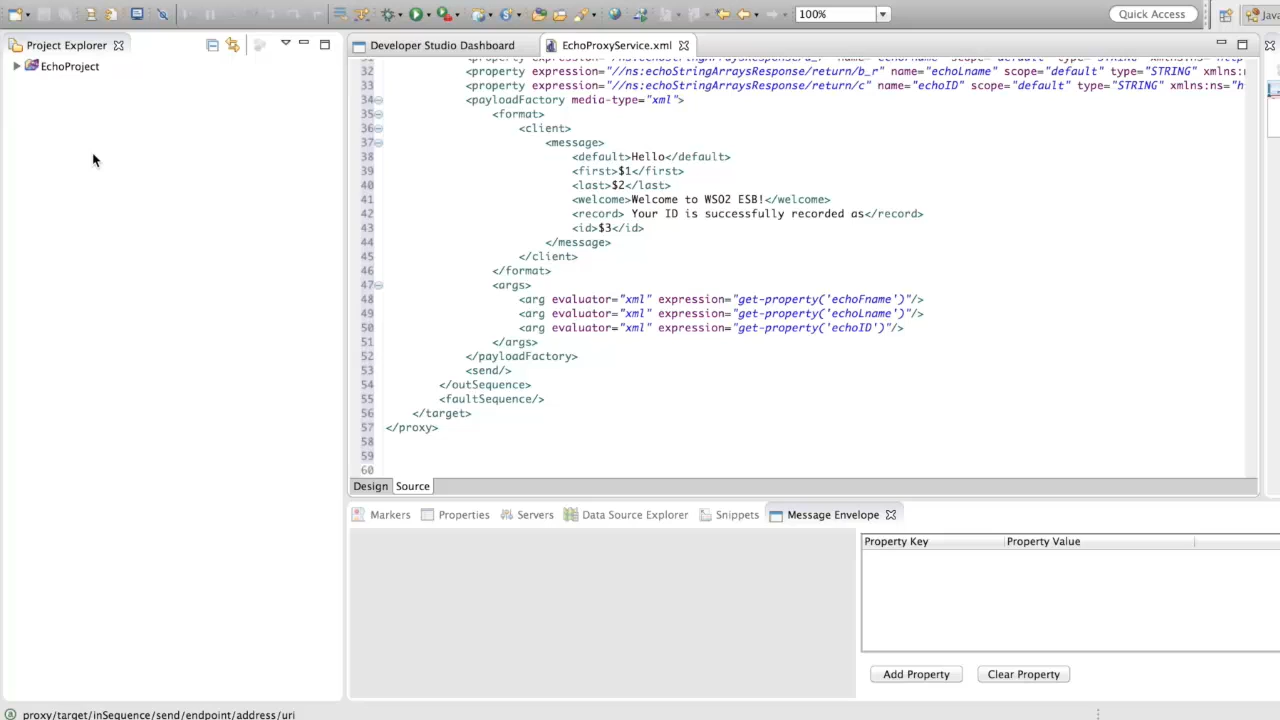 100%
Quick Access
Java
Project Explorer
Developer Studio Dashboard
EchoProxyService.xml
EchoProject
32 <property expression="//ns:echoStringArraysResponse/return/b_r" name="echoLname" scope="default" type="STRING" xmlns:n
33 <property expression="//ns:echoStringArraysResponse/return/c" name="echoID" scope="default" type="STRING" xmlns:ns="h
34 <payloadFactory media-type="xml">
35 <format>
36 <client>
37 <message>
38 <default>Hello</default>
39 <first>$1</first>
40 <last>$2</last>
41 <welcome>Welcome to WSO2 ESB!</welcome>
42 <record> Your ID is successfully recorded as</record>
43 <id>$3</id>
44 </message>
45 </client>
46 </format>
47 <args>
48 <arg evaluator="xml" expression="get-property('echoFname')"/>
49 <arg evaluator="xml" expression="get-property('echoLname')"/>
50 <arg evaluator="xml" expression="get-property('echoID')"/>
51 </args>
52 </payloadFactory>
53 <send/>
54 </outSequence>
55 <faultSequence/>
56 </target>
57 </proxy>
58
59
60
Design Source
Markers Properties Servers Data Source Explorer Snippets Message Envelope
Property Key Property Value
Add Property Clear Property
proxy/target/inSequence/send/endpoint/address/uri